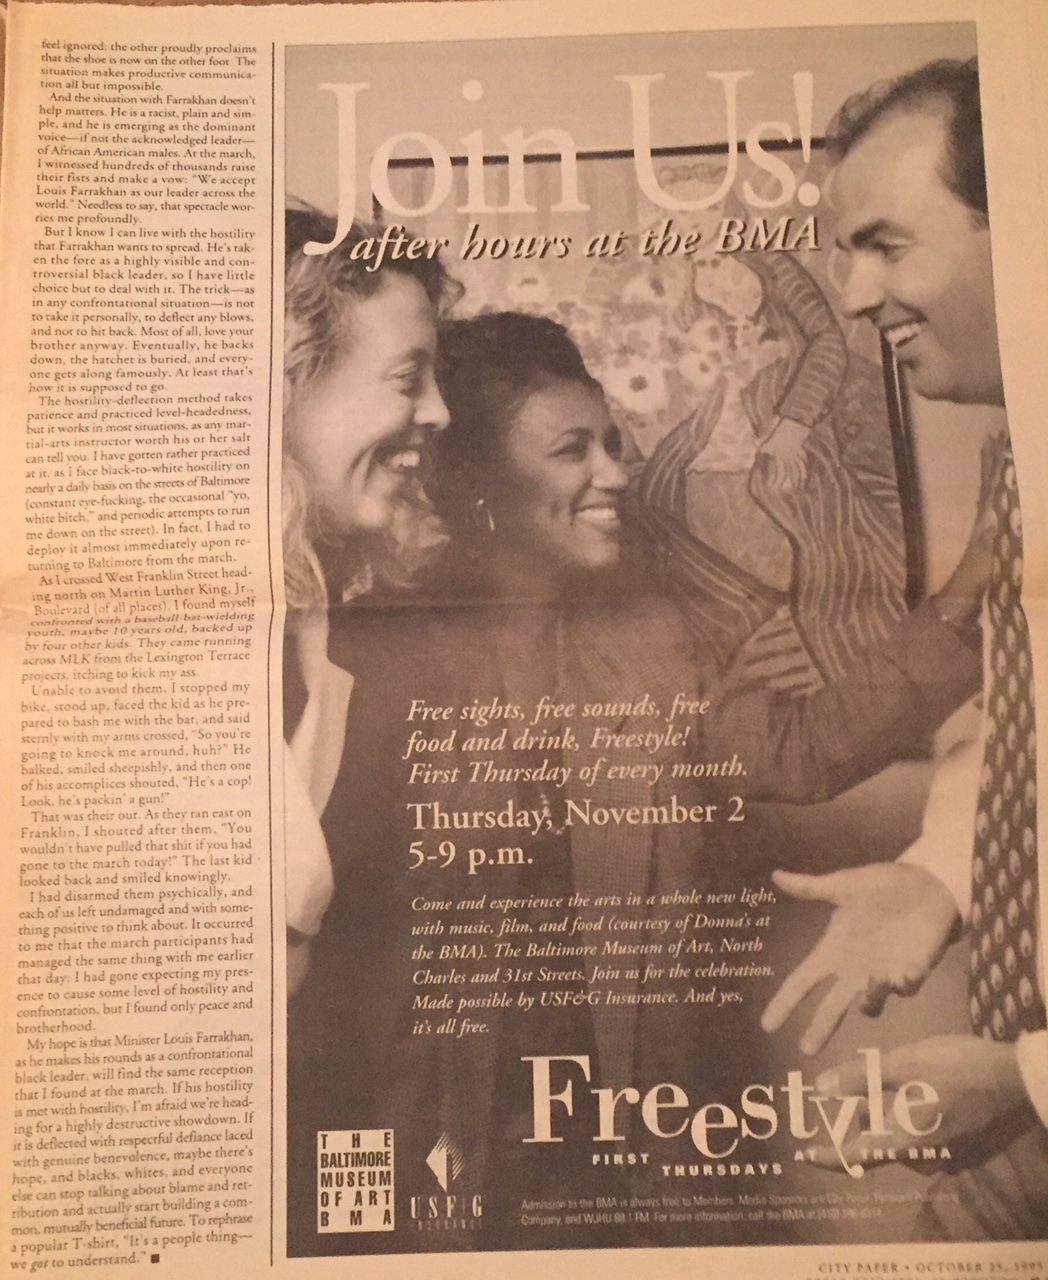 feel ignored; the other proudly proclaims
that the shoe is now on the other foot. The
situation makes productive communica-
tion all but impossible.
And the situation with Farrakhan doesn't
help matters. He is a racist, plain and sim-
ple, and he is emerging as the dominant
voice—if not the acknowledged leader—
of African American males. At the march,
I witnessed hundreds of thousands raise
their fists and make a vow: "We accept
Louis Farrakhan as our leader across the
world." Needless to say, that spectacle wor-
ries me profoundly.
But I know I can live with the hostility
that Farrakhan wants to spread. He's tak-
en the fore as a highly visible and con-
troversial black leader, so I have little
choice but to deal with it. The trick—as
in any confrontational situation—is not
to take it personally, to deflect any blows,
and not to hit back. Most of all, love your
brother anyway. Eventually, he backs
down, the hatchet is buried, and every-
one gets along famously. At least that's
how it is supposed to go.
The hostility-deflection method takes
patience and practiced level-headedness,
but it works in most situations, as any mar-
tial-arts instructor worth his or her salt
can tell you. I have gotten rather practiced
at it, as I face black-to-white hostility on
nearly a daily basis on the streets of Baltimore
(constant eye-fucking, the occasional "yo,
white bitch," and periodic attempts to run
me down on the street). In fact, I had to
deploy it almost immediately upon re-
turning to Baltimore from the march.
As I crossed West Franklin Street head-
ing north on Martin Luther King, Jr.,
Boulevard (of all places), I found myself
confronted with a baseball-bat-wielding
youth, maybe 10 years old, backed up
by four other kids. They came running
across MLK from the Lexington Terrace
projects, itching to kick my ass.
Unable to avoid them, I stopped my
bike, stood up, faced the kid as he pre-
pared to bash me with the bat, and said
sternly with my arms crossed, "So you're
going to knock me around, huh?" He
balked, smiled sheepishly, and then one
of his accomplices shouted, "He's a cop!
Look, he's packin' a gun!"
That was their out. As they ran east on
Franklin, I shouted after them, "You
wouldn't have pulled that shit if you had
gone to the march today!" The last kid
looked back and smiled knowingly.
I had disarmed them psychically, and
each of us left undamaged and with some-
thing positive to think about. It occurred
to me that the march participants had
managed the same thing with me earlier
that day: I had gone expecting my pres-
ence to cause some level of hostility and
confrontation, but I found only peace and
brotherhood.
My hope is that Minister Louis Farrakhan,
as he makes his rounds as a confrontational
black leader, will find the same reception
that I found at the march. If his hostility
is met with hostility, I'm afraid we're head-
ing for a highly destructive showdown. If
it is deflected with respectful defiance laced
with genuine benevolence, maybe there's
hope, and blacks, whites, and everyone
else can stop talking about blame and ret-
ribution and actually start building a com-
mon, mutually beneficial future. To rephrase
a popular T-shirt, "It's a people thing—
we got to understand." ■
Join Us!
after hours at the BMA
Free sights, free sounds, free
food and drink, Freestyle!
First Thursday of every month.
Thursday, November 2
5-9 p.m.
Come and experience the arts in a whole new light,
with music, film, and food (courtesy of Donna's at
the BMA). The Baltimore Museum of Art, North
Charles and 31st Streets. Join us for the celebration.
Made possible by USF&G Insurance. And yes,
it's all free.
Freestyle
FIRST THURSDAYS AT THE BMA
THE
BALTIMORE
MUSEUM
OF ART
BMA
USF&G
INSURANCE
Admission to the BMA is always free to Members. Media Sponsors are City Paper,
Company, and WJHU 88.1 FM. For more information, call the BMA at
CITY PAPER • OCTOBER 25, 1995